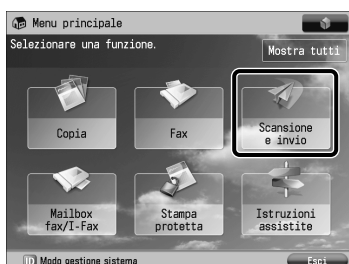 Menu principale
Selezionare una funzione.
Mostra tutti
Copia
Fax
Scansione
e invio
Mailbox
fax/I-Fax
Stampa
protetta
Istruzioni
assistite
ID Modo gestione sistema
Esci